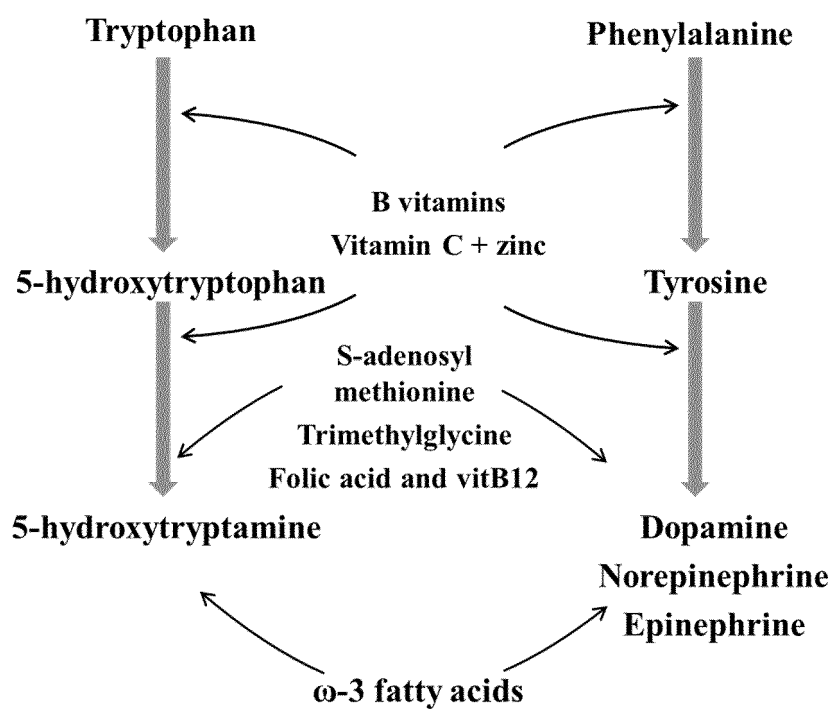 Tryptophan
Phenylalanine
B vitamins
Vitamin C + zinc
5-hydroxytryptophan
Tyrosine
S-adenosyl
methionine
Trimethylglycine
Folic acid and vitB12
5-hydroxytryptamine
Dopamine
Norepinephrine
Epinephrine
ω-3 fatty acids